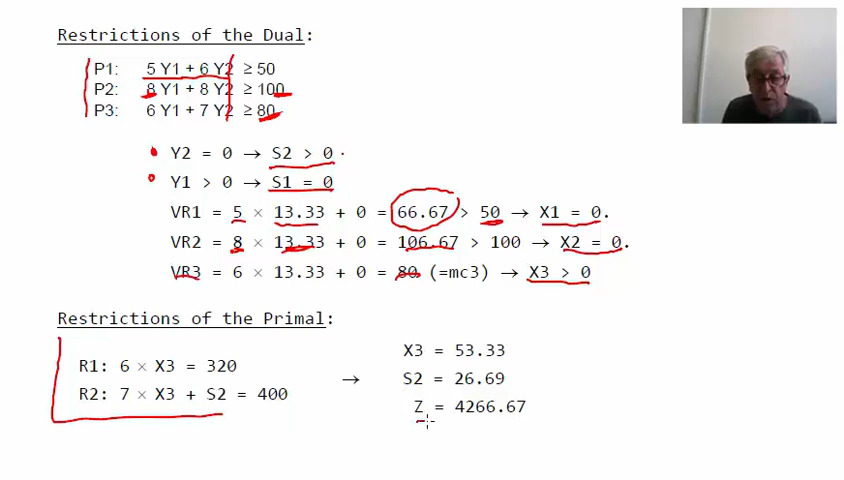 Restrictions of the Dual:
P1: 5 Y1 + 6 Y2 ≥ 50
P2: 8 Y1 + 8 Y2 ≥ 100
P3: 6 Y1 + 7 Y2 ≥ 80
Y2 = 0 → S2 > 0
Y1 > 0 → S1 = 0
VR1 = 5 × 13.33 + 0 = 66.67 > 50 → X1 = 0.
VR2 = 8 × 13.33 + 0 = 106.67 > 100 → X2 = 0.
VR3 = 6 × 13.33 + 0 = 80 (=mc3) → X3 > 0
Restrictions of the Primal:
R1: 6 × X3 = 320
R2: 7 × X3 + S2 = 400
→
X3 = 53.33
S2 = 26.69
Z = 4266.67